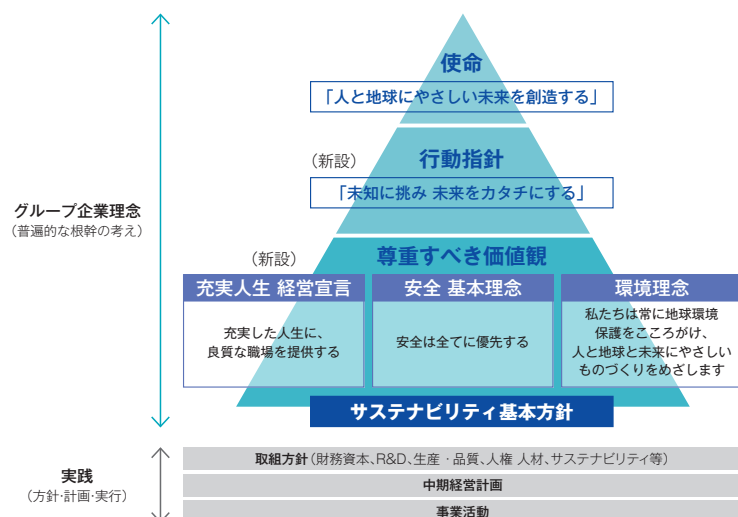 使命
「人と地球にやさしい未来を創造する」
(新設)
行動指針
「未知に挑み 未来をカタチにする」
グループ企業理念
(普遍的な根幹の考え)
(新設)
尊重すべき価値観
充実人生 経営宣言
充実した人生に、
良質な職場を提供する
安全 基本理念
安全は全てに優先する
環境理念
私たちは常に地球環境
保護をこころがけ、
人と地球と未来にやさしい
ものづくりをめざします
サステナビリティ基本方針
実践
(方針・計画・実行)
取組方針(財務資本、R&D、生産・品質、人権 人材、サステナビリティ等)
中期経営計画
事業活動